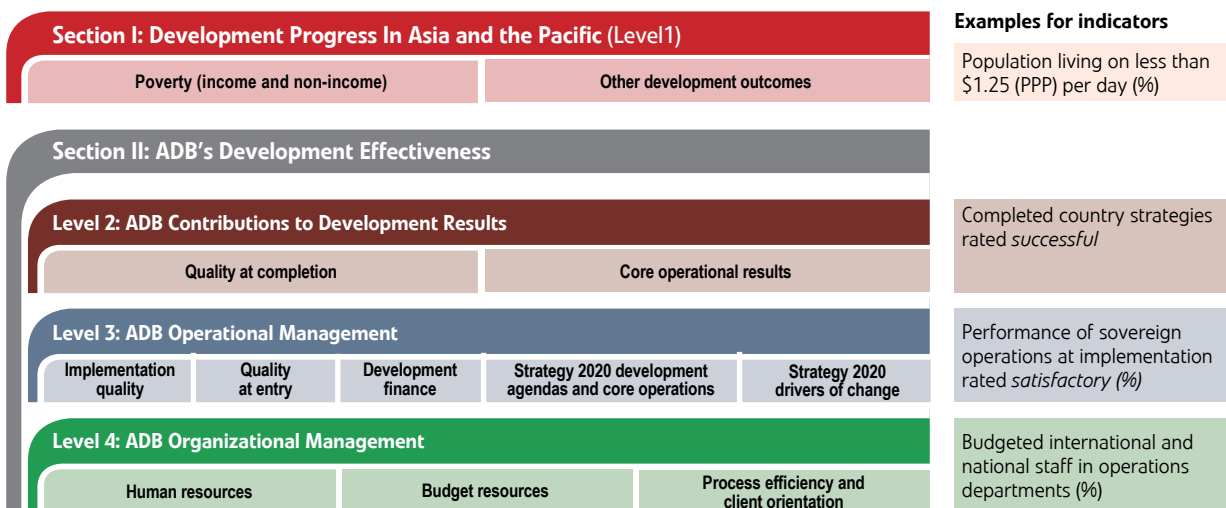 Section I: Development Progress In Asia and the Pacific (Level1)
Poverty (income and non-income)
Other development outcomes
Examples for indicators
Population living on less than
$1.25 (PPP) per day (%)
Section II: ADB's Development Effectiveness
Level 2: ADB Contributions to Development Results
Quality at completion
Core operational results
Completed country strategies
rated successful
Level 3: ADB Operational Management
Implementation
quality
Quality
at entry
Development
finance
Strategy 2020 development
agendas and core operations
Strategy 2020
drivers of change
Performance of sovereign
operations at implementation
rated satisfactory (%)
Level 4: ADB Organizational Management
Human resources
Budget resources
Process efficiency and
client orientation
Budgeted international and
national staff in operations
departments (%)